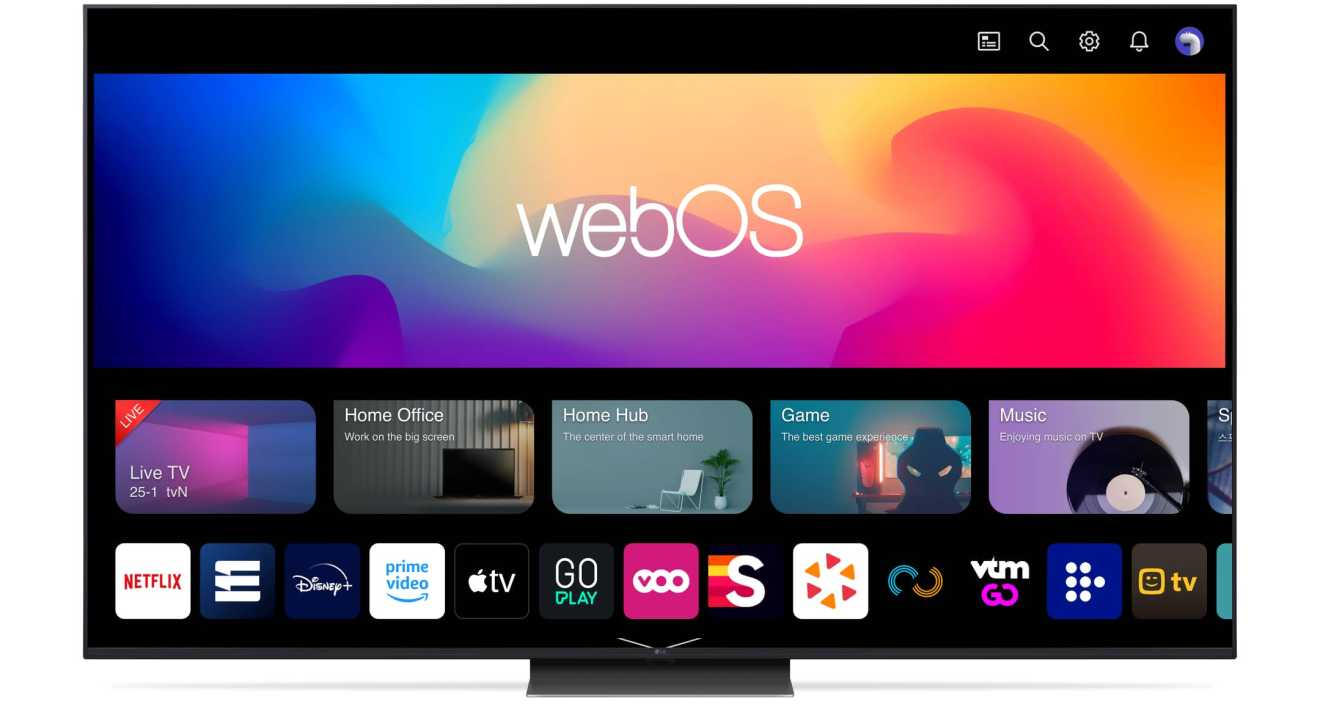 webOS
LIVE
Live TV
25-1 tvN
Home Office
Work on the big screen
Home Hub
The center of the smart home
Game
The best game experience
Music
Enjoying music on TV
NETFLIX
Disney+
prime
video
tv
GO
PLAY
voo
S
vtm
GO
tv
LG